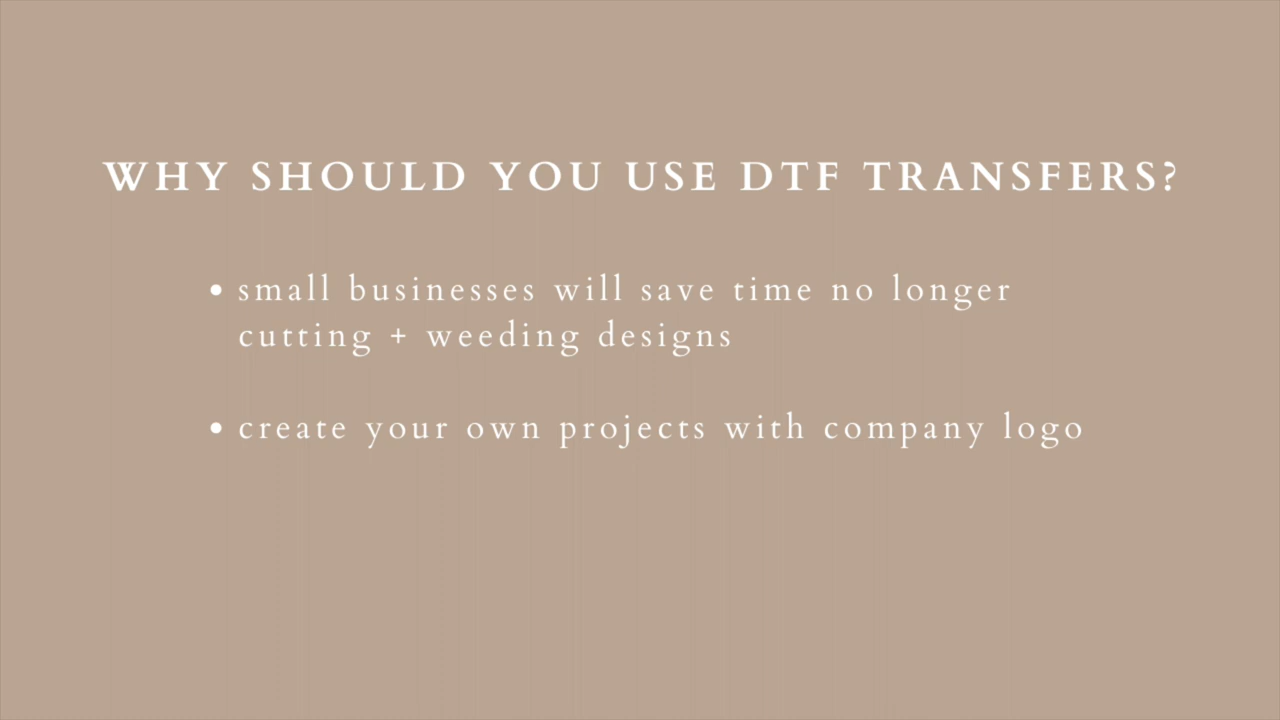 WHY SHOULD YOU USE DTF TRANSFERS?
• small businesses will save time no longer
cutting + weeding designs
• create your own projects with company logo